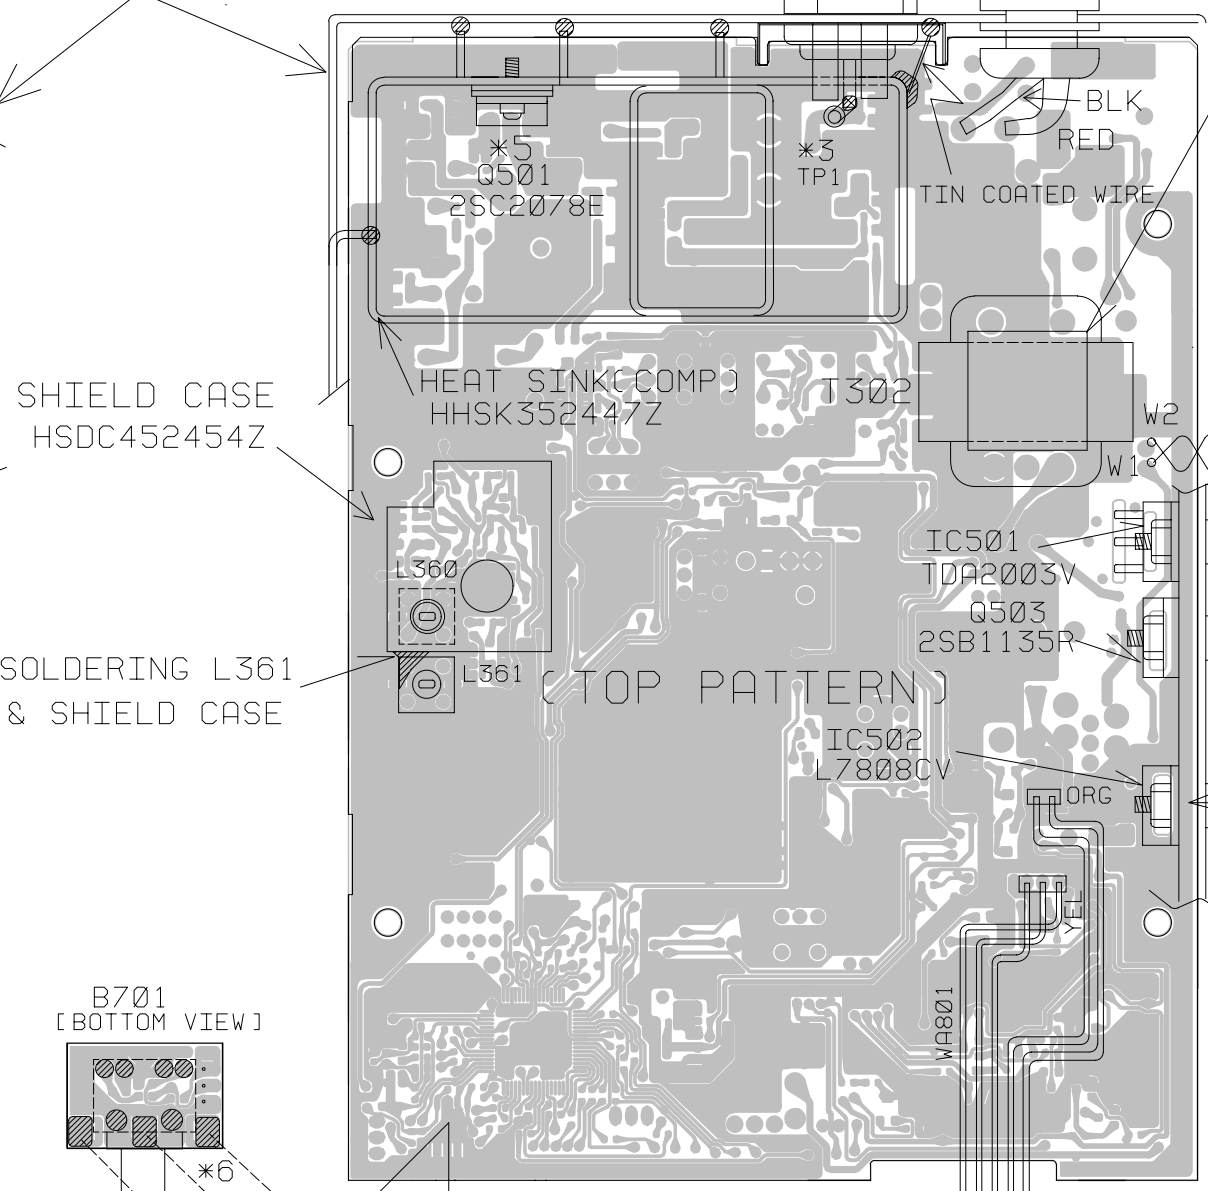 BLK
RED
*5
Q501
2SC2078E
*3
TP1
TIN COATED WIRE
SHIELD CASE
HSDC452454Z
HEAT SINK(COMP)
HHSK352447Z
T302
W2
W1
IC501
TDA2003V
L360
Q503
2SB1135R
SOLDERING L361
& SHIELD CASE
L361
(TOP PATTERN)
IC502
L7808CV
ORG
YEL
WA801
B701
[BOTTOM VIEW]
*6